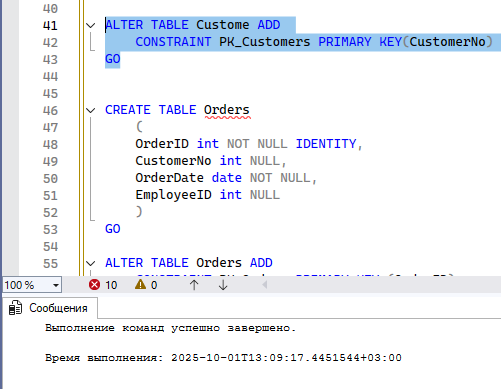 40
41 ALTER TABLE Custome ADD
42 CONSTRAINT PK_Customers PRIMARY KEY(CustomerNo)
43 GO
44
45
46 CREATE TABLE Orders
47 (
48 OrderID int NOT NULL IDENTITY,
49 CustomerNo int NULL,
50 OrderDate date NOT NULL,
51 EmployeeID int NULL
52 )
53 GO
54
55 ALTER TABLE Orders ADD
100 % 10 0
Сообщения
Выполнение команд успешно завершено.
Время выполнения: 2025-10-01T13:09:17.4451544+03:00